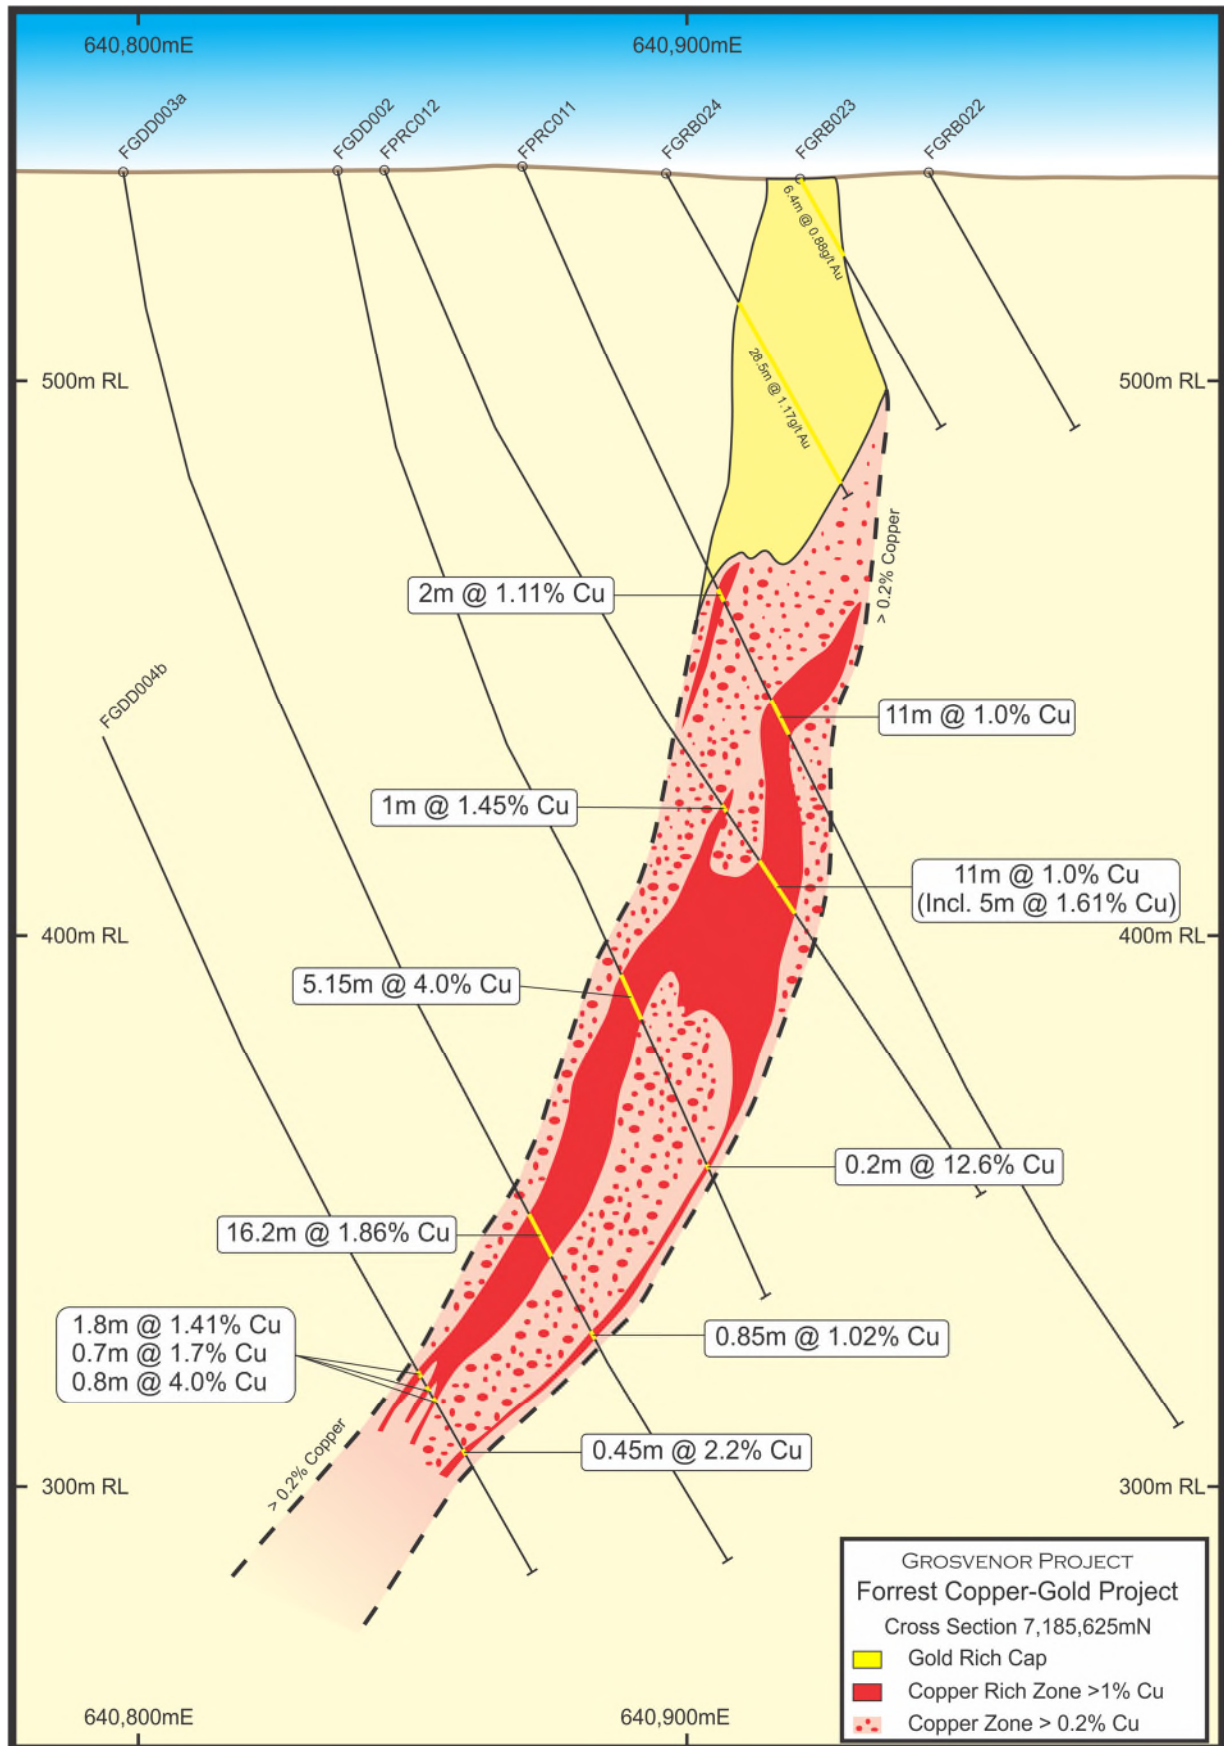 640,800mE
640,900mE
FGDD003a
FGDD002
FPRC012
FPRC011
FGRB024
FGRB023
FGRB022
6.4m @ 0.88g/t Au
28.5m @ 1.17g/t Au
500m RL
500m RL
> 0.2% Copper
2m @ 1.11% Cu
FGDD004b
11m @ 1.0% Cu
1m @ 1.45% Cu
11m @ 1.0% Cu
(Incl. 5m @ 1.61% Cu)
400m RL
400m RL
5.15m @ 4.0% Cu
0.2m @ 12.6% Cu
16.2m @ 1.86% Cu
1.8m @ 1.41% Cu
0.7m @ 1.7% Cu
0.8m @ 4.0% Cu
0.85m @ 1.02% Cu
> 0.2% Copper
0.45m @ 2.2% Cu
300m RL
300m RL
GROSVENOR PROJECT
Forrest Copper-Gold Project
Cross Section 7,185,625mN
Gold Rich Cap
Copper Rich Zone >1% Cu
Copper Zone > 0.2% Cu
640,800mE
640,900mE